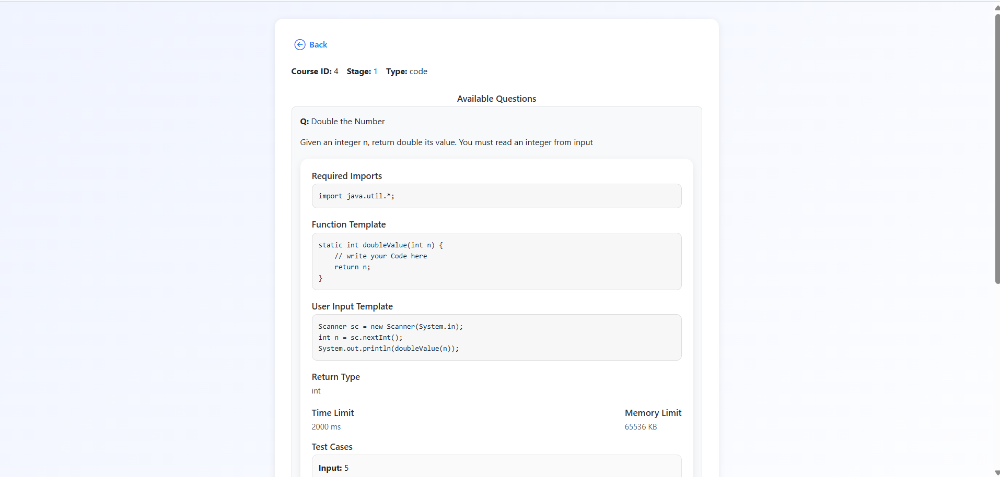 Back
Course ID: 4 Stage: 1 Type: code
Available Questions
Q: Double the Number
Given an integer n, return double its value. You must read an integer from input
Required Imports
import java.util.*;
Function Template
static int doubleValue(int n) {
    // write your Code here
    return n;
}
User Input Template
Scanner sc = new Scanner(System.in);
int n = sc.nextInt();
System.out.println(doubleValue(n));
Return Type
int
Time Limit Memory Limit
2000 ms 65536 KB
Test Cases
Input: 5